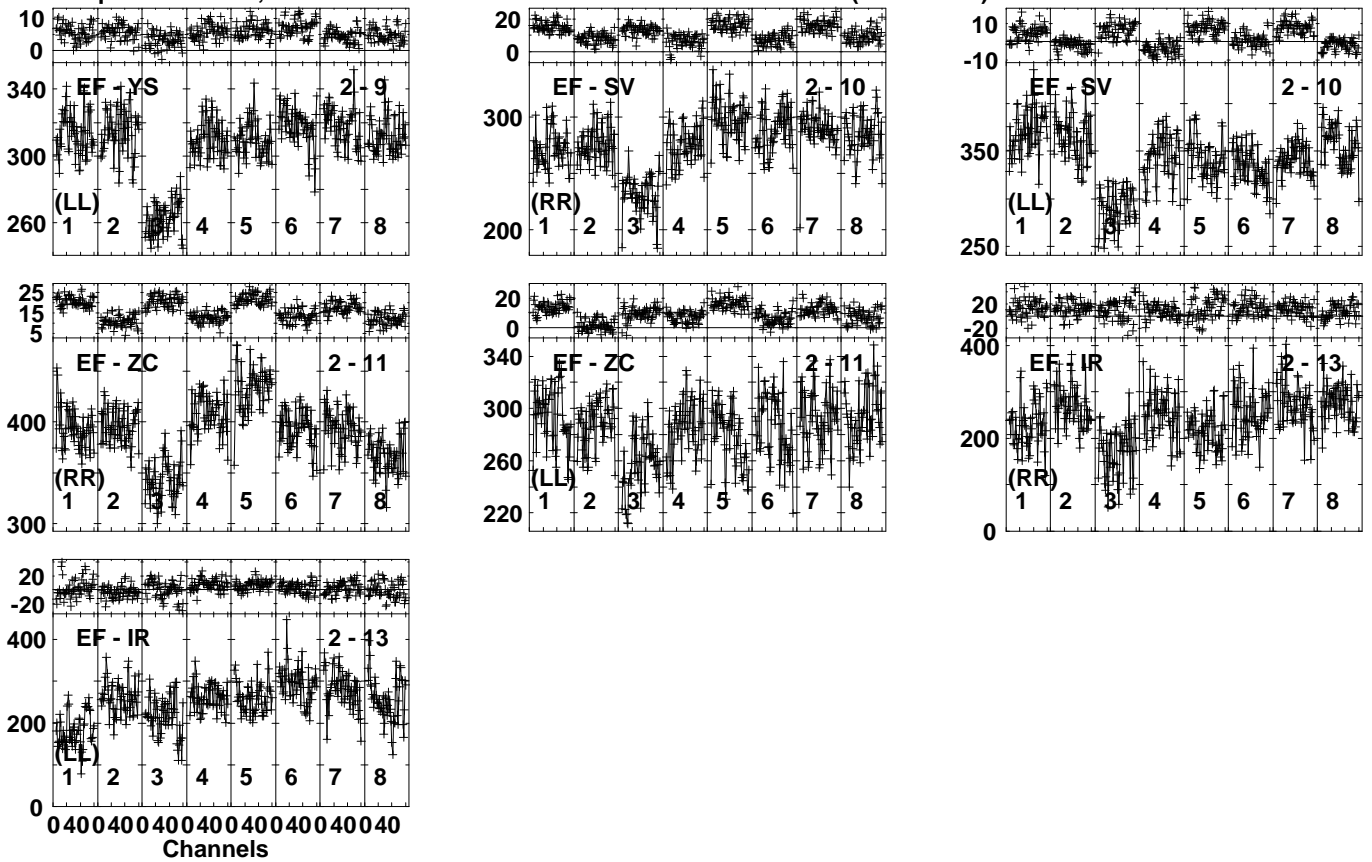 10
0
340
300
260
EF - YS 2 - 9
(LL)
1 2 3 4 5 6 7 8
20
0
300
200
EF - SV 2 - 10
(RR)
1 2 3 4 5 6 7 8
10
-10
350
250
EF - SV 2 - 10
(LL)
1 2 3 4 5 6 7 8
25
15
5
400
300
EF - ZC 2 - 11
(RR)
1 2 3 4 5 6 7 8
20
0
340
300
260
220
EF - ZC 2 - 11
(LL)
1 2 3 4 5 6 7 8
20
-20
400
200
0
EF - IR 2 - 13
(RR)
1 2 3 4 5 6 7 8
20
-20
400
200
0
EF - IR 2 - 13
(LL)
1 2 3 4 5 6 7 8
0 40 0 40 0 40 0 40 0 40 0 40 0 40 0 40
Channels